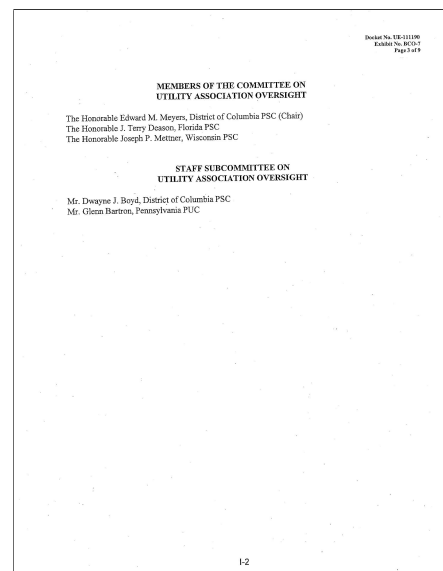 Docket No. UE-111190
Exhibit No. BCO-7
Page 3 of 9
MEMBERS OF THE COMMITTEE ON
UTILITY ASSOCIATION OVERSIGHT
The Honorable Edward M. Meyers, District of Columbia PSC (Chair)
The Honorable J. Terry Deason, Florida PSC
The Honorable Joseph P. Mettner, Wisconsin PSC
STAFF SUBCOMMITTEE ON
UTILITY ASSOCIATION OVERSIGHT
Mr. Dwayne J. Boyd, District of Columbia PSC
Mr. Glenn Bartron, Pennsylvania PUC
I-2